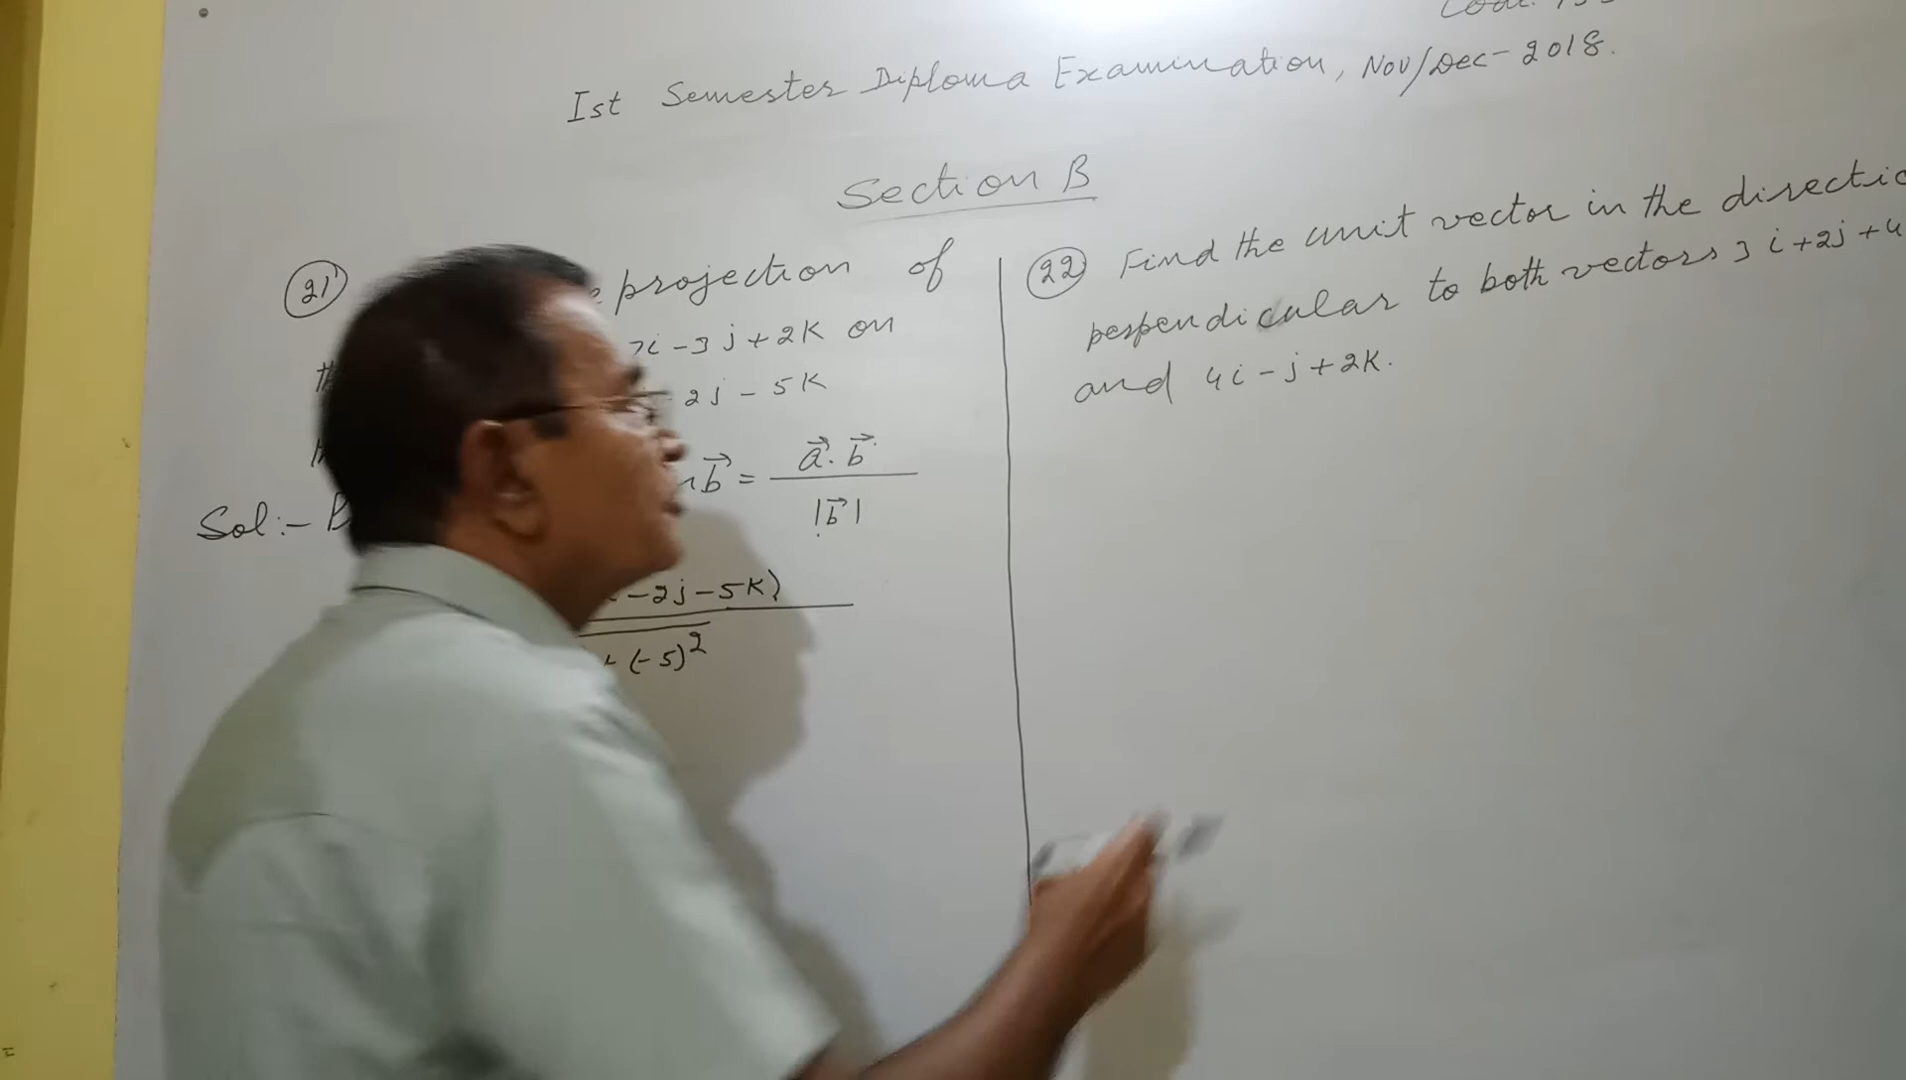 Ist Semester Diploma Examination, Nov/Dec-2018.
Section B
(21) projection of
-3j+2K on
2j - 5K
b⃗ = a⃗.b⃗
|b⃗|
Sol:-
-2j-5K)
(-5)²
(22) Find the unit vector in the
perpendicular to both vectors 3i+2j+4
and 4i-j+2K.